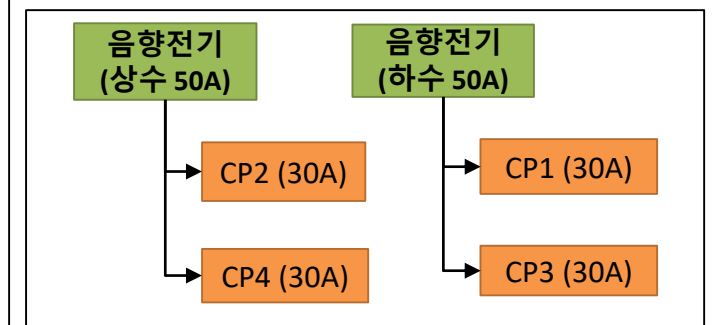 음향전기
(상수 50A)
음향전기
(하수 50A)
CP2 (30A)
CP1 (30A)
CP4 (30A)
CP3 (30A)